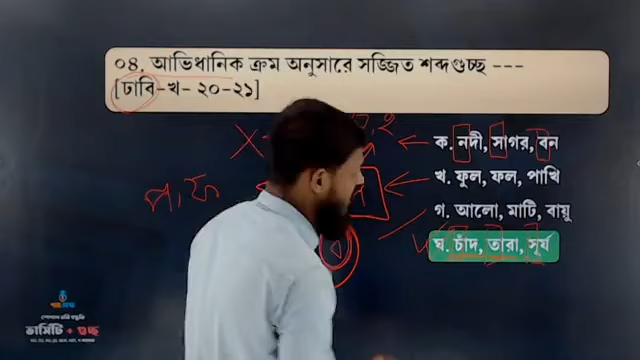 ০৪. আভিধানিক ক্রম অনুসারে সজ্জিত শব্দগুচ্ছ ---
[ঢাবি-খ- ২০-২১]
ক. নদী, সাগর, বন
খ. ফুল, ফল, পাখি
গ. আলো, মাটি, বায়ু
ঘ. চাঁদ, তারা, সূর্য
প, ফ
ভার্সিটি + গুচ্ছ